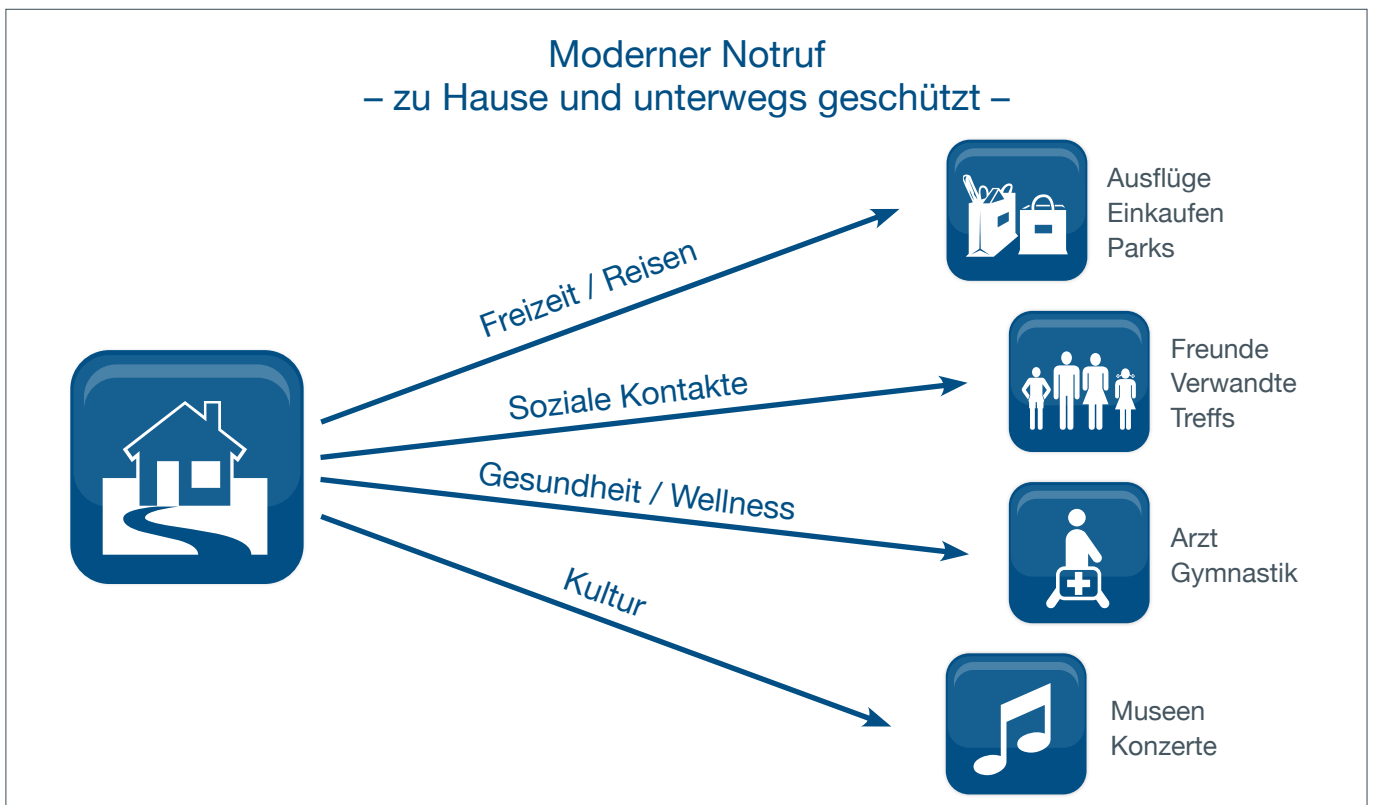 Moderner Notruf
– zu Hause und unterwegs geschützt –
Freizeit / Reisen
Ausflüge
Einkaufen
Parks
Soziale Kontakte
Freunde
Verwandte
Treffs
Gesundheit / Wellness
Arzt
Gymnastik
Kultur
Museen
Konzerte